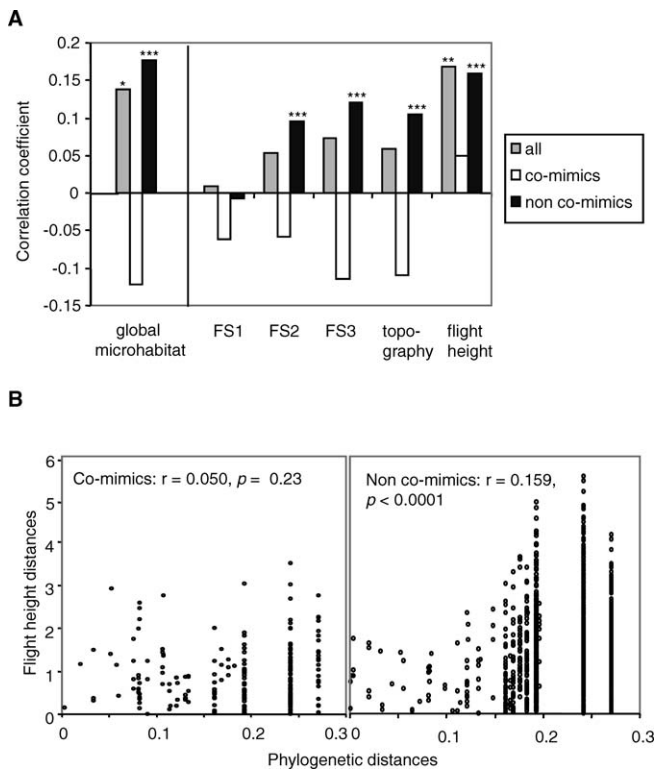 A
0.2
0.15
0.1
0.05
0
-0.05
-0.1
-0.15
Correlation coefficient
*
***
***
***
***
**
***
all
co-mimics
non co-mimics
global
microhabitat
FS1
FS2
FS3
topo-
graphy
flight
height
B
Flight height distances
6
5
4
3
2
1
0
Co-mimics: r = 0.050, p = 0.23
Non co-mimics: r = 0.159,
p < 0.0001
0
0.1
0.2
0.3
0.1
0.2
0.3
Phylogenetic distances